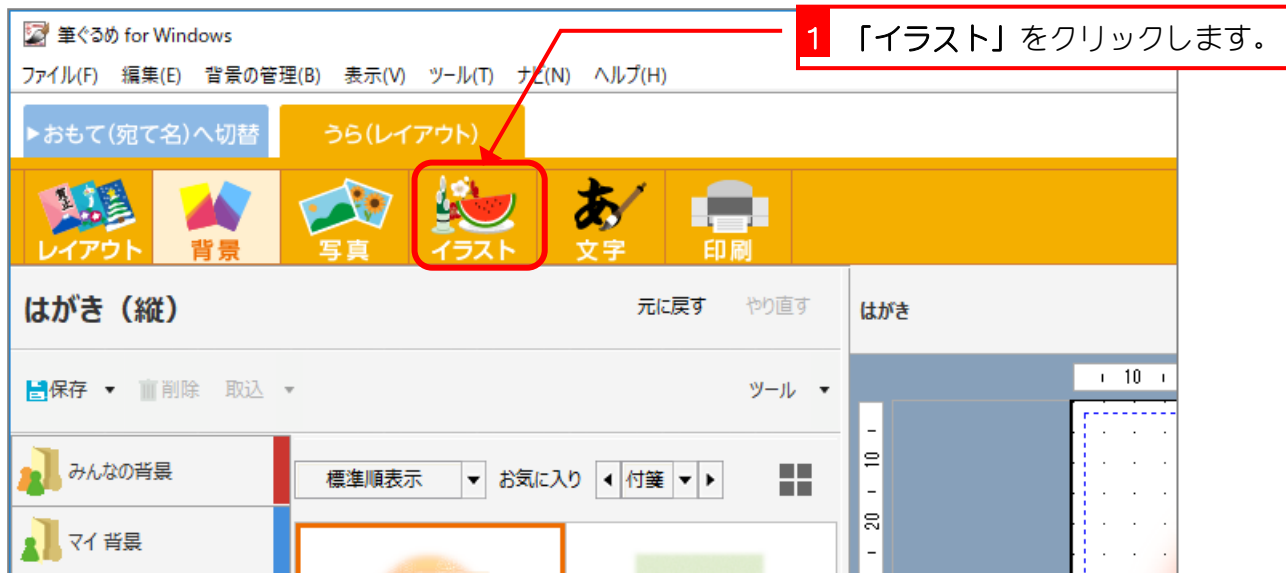 筆ぐるめ for Windows
1 「イラスト」をクリックします。
ファイル(F) 編集(E) 背景の管理(B) 表示(V) ツール(T) ナビ(N) ヘルプ(H)
▶おもて(宛て名)へ切替 うら(レイアウト)
レイアウト 背景 写真 イラスト 文字 印刷
はがき（縦） 元に戻す やり直す はがき
保存 ▼ 削除 取込 ▼ ツール ▼
10
みんなの背景 標準順表示 ▼ お気に入り ◀ 付箋 ▼ ▶
10
マイ 背景
20